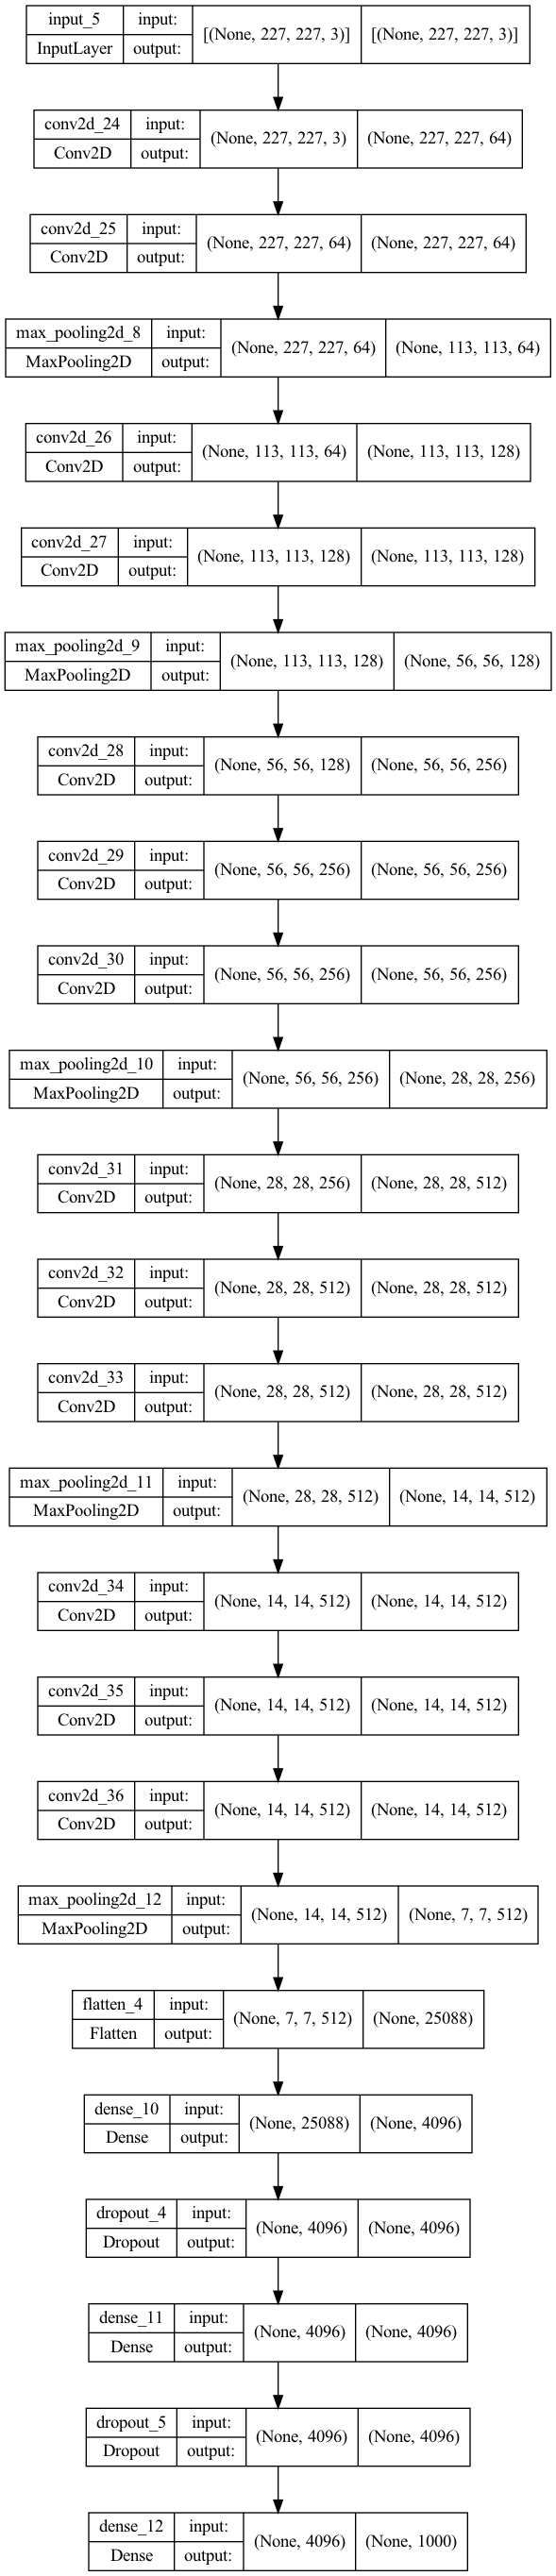 input_5 input: [(None, 227, 227, 3)] [(None, 227, 227, 3)]
InputLayer output:
conv2d_24 input: (None, 227, 227, 3) (None, 227, 227, 64)
Conv2D output:
conv2d_25 input: (None, 227, 227, 64) (None, 227, 227, 64)
Conv2D output:
max_pooling2d_8 input: (None, 227, 227, 64) (None, 113, 113, 64)
MaxPooling2D output:
conv2d_26 input: (None, 113, 113, 64) (None, 113, 113, 128)
Conv2D output:
conv2d_27 input: (None, 113, 113, 128) (None, 113, 113, 128)
Conv2D output:
max_pooling2d_9 input: (None, 113, 113, 128) (None, 56, 56, 128)
MaxPooling2D output:
conv2d_28 input: (None, 56, 56, 128) (None, 56, 56, 256)
Conv2D output:
conv2d_29 input: (None, 56, 56, 256) (None, 56, 56, 256)
Conv2D output:
conv2d_30 input: (None, 56, 56, 256) (None, 56, 56, 256)
Conv2D output:
max_pooling2d_10 input: (None, 56, 56, 256) (None, 28, 28, 256)
MaxPooling2D output:
conv2d_31 input: (None, 28, 28, 256) (None, 28, 28, 512)
Conv2D output:
conv2d_32 input: (None, 28, 28, 512) (None, 28, 28, 512)
Conv2D output:
conv2d_33 input: (None, 28, 28, 512) (None, 28, 28, 512)
Conv2D output:
max_pooling2d_11 input: (None, 28, 28, 512) (None, 14, 14, 512)
MaxPooling2D output:
conv2d_34 input: (None, 14, 14, 512) (None, 14, 14, 512)
Conv2D output:
conv2d_35 input: (None, 14, 14, 512) (None, 14, 14, 512)
Conv2D output:
conv2d_36 input: (None, 14, 14, 512) (None, 14, 14, 512)
Conv2D output:
max_pooling2d_12 input: (None, 14, 14, 512) (None, 7, 7, 512)
MaxPooling2D output:
flatten_4 input: (None, 7, 7, 512) (None, 25088)
Flatten output:
dense_10 input: (None, 25088) (None, 4096)
Dense output:
dropout_4 input: (None, 4096) (None, 4096)
Dropout output:
dense_11 input: (None, 4096) (None, 4096)
Dense output:
dropout_5 input: (None, 4096) (None, 4096)
Dropout output:
dense_12 input: (None, 4096) (None, 1000)
Dense output: